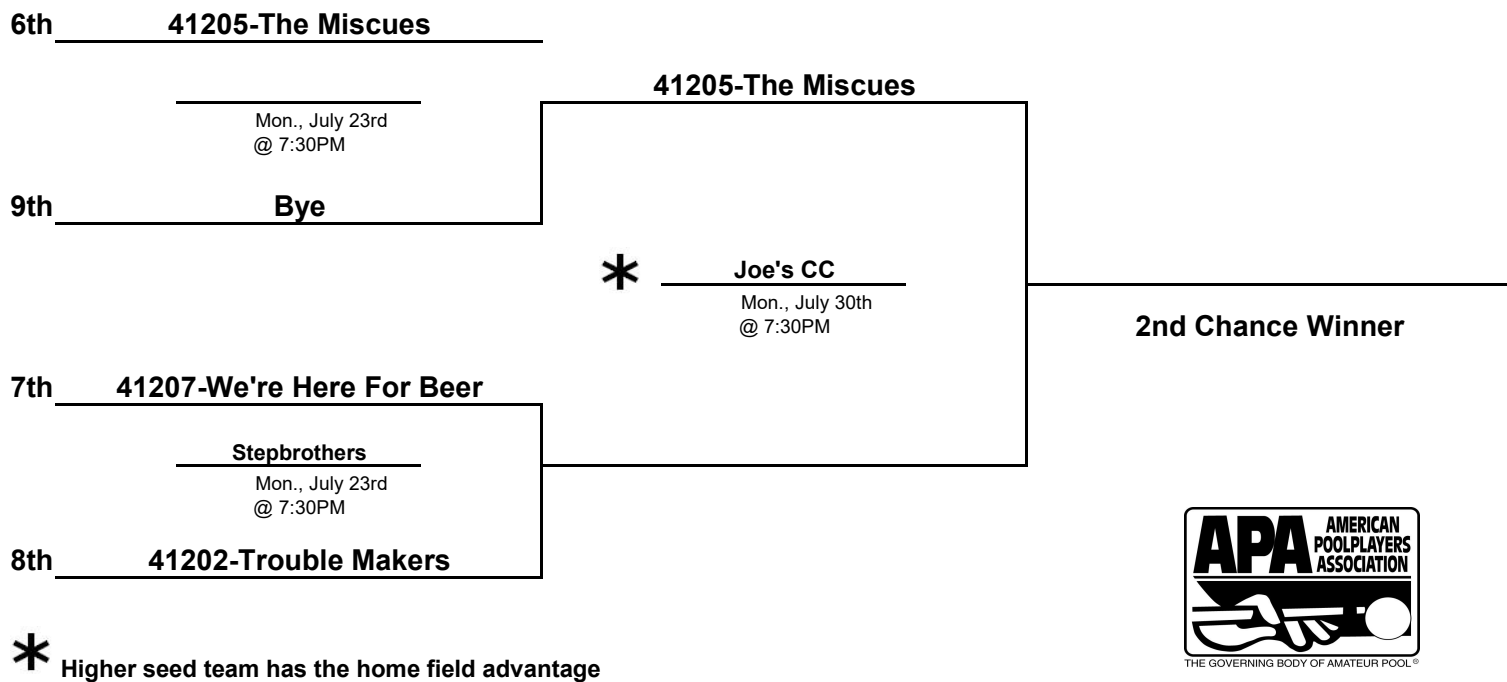 6th 41205-The Miscues
41205-The Miscues
Mon., July 23rd
@ 7:30PM
9th Bye
* Joe's CC
Mon., July 30th
@ 7:30PM
2nd Chance Winner
7th 41207-We're Here For Beer
Stepbrothers
Mon., July 23rd
@ 7:30PM
8th 41202-Trouble Makers
* Higher seed team has the home field advantage
APA AMERICAN
POOLPLAYERS
ASSOCIATION
THE GOVERNING BODY OF AMATEUR POOL®